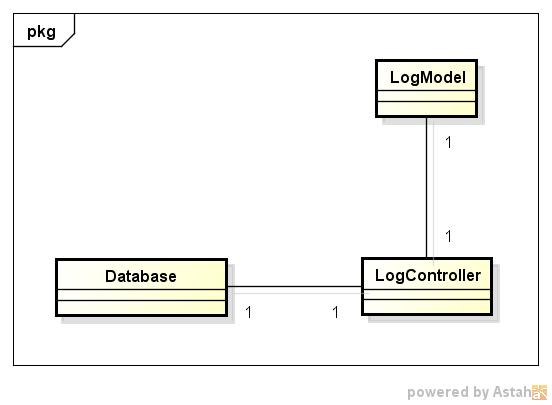 pkg
LogModel
1
1
Database
LogController
1
1
powered by Astah